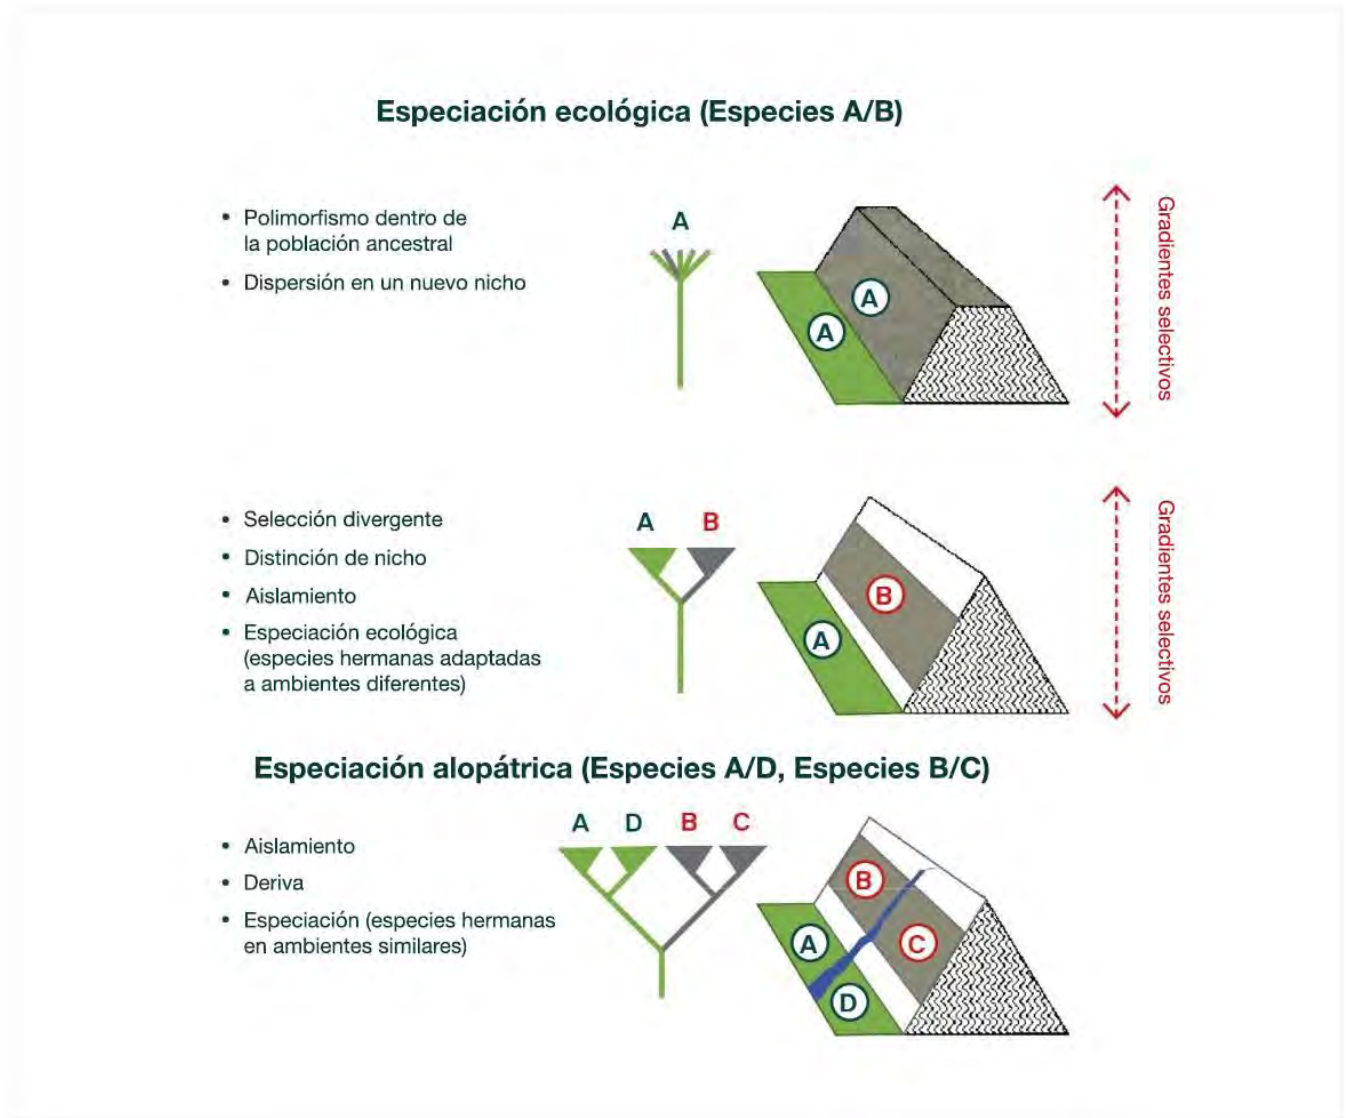 Especiación ecológica (Especies A/B)
• Polimorfismo dentro de
la población ancestral
• Dispersión en un nuevo nicho
A
A
A
Gradientes selectivos
• Selección divergente
• Distinción de nicho
• Aislamiento
• Especiación ecológica
(especies hermanas adaptadas
a ambientes diferentes)
A B
B
A
Gradientes selectivos
Especiación alopátrica (Especies A/D, Especies B/C)
• Aislamiento
• Deriva
• Especiación (especies hermanas
en ambientes similares)
A D B C
B
A
C
D